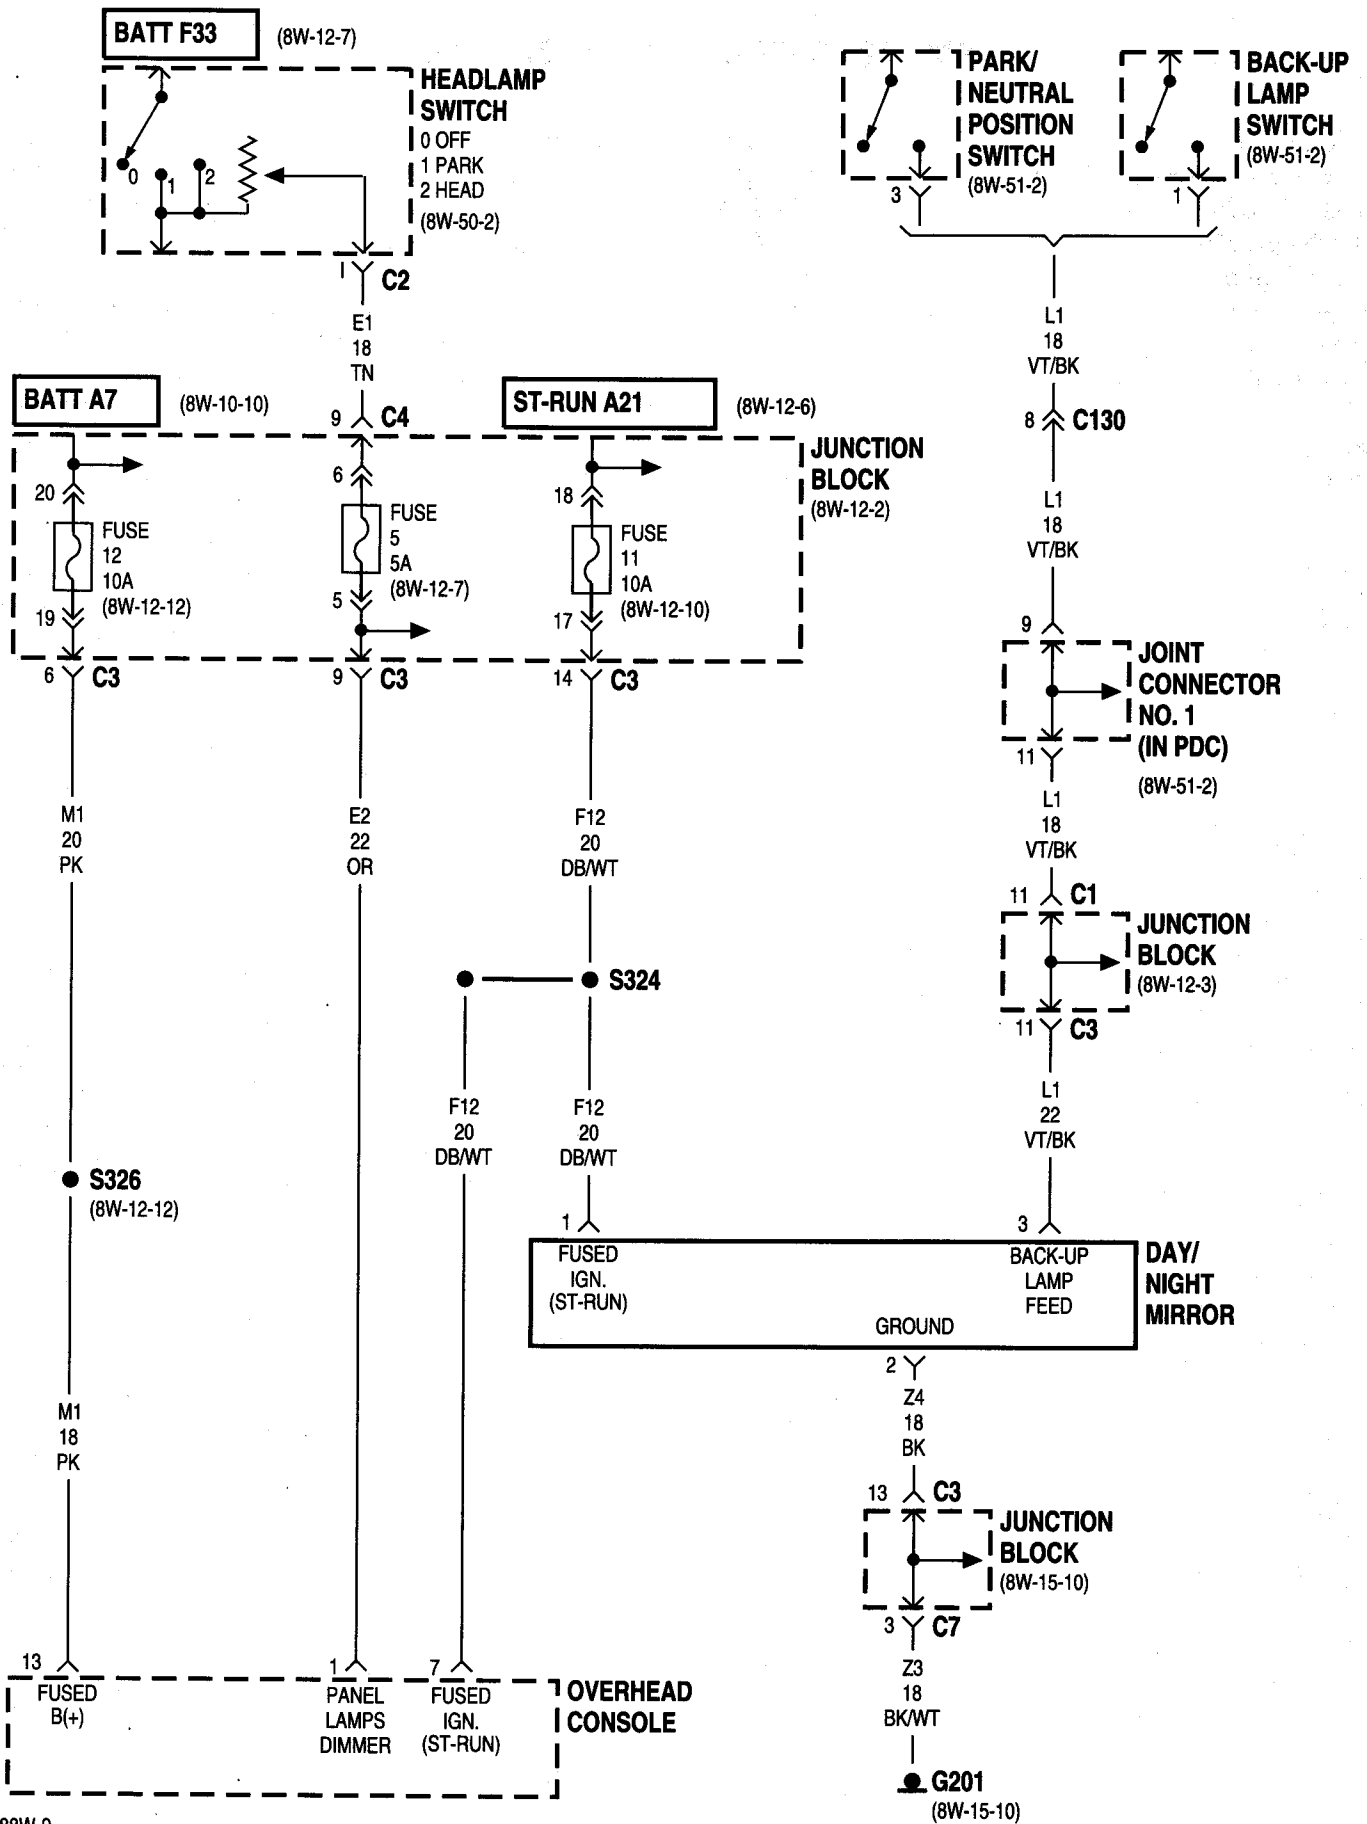 BATT F33
(8W-12-7)
HEADLAMP
SWITCH
0 OFF
1 PARK
2 HEAD
(8W-50-2)
0
1
2
1
C2
E1
18
TN
PARK/
NEUTRAL
POSITION
SWITCH
(8W-51-2)
3
BACK-UP
LAMP
SWITCH
(8W-51-2)
1
L1
18
VT/BK
8
C130
L1
18
VT/BK
BATT A7
(8W-10-10)
9
C4
ST-RUN A21
(8W-12-6)
JUNCTION
BLOCK
(8W-12-2)
20
FUSE
12
10A
(8W-12-12)
19
6
C3
6
FUSE
5
5A
(8W-12-7)
5
9
C3
18
FUSE
11
10A
(8W-12-10)
17
14
C3
9
JOINT
CONNECTOR
NO. 1
(IN PDC)
(8W-51-2)
11
L1
18
VT/BK
M1
20
PK
E2
22
OR
F12
20
DB/WT
11
C1
JUNCTION
BLOCK
(8W-12-3)
11
C3
S324
L1
22
VT/BK
F12
20
DB/WT
F12
20
DB/WT
S326
(8W-12-12)
1
3
FUSED
IGN.
(ST-RUN)
BACK-UP
LAMP
FEED
GROUND
DAY/
NIGHT
MIRROR
2
Z4
18
BK
M1
18
PK
13
C3
JUNCTION
BLOCK
(8W-15-10)
3
C7
Z3
18
BK/WT
G201
(8W-15-10)
13
1
7
FUSED
B(+)
PANEL
LAMPS
DIMMER
FUSED
IGN.
(ST-RUN)
OVERHEAD
CONSOLE